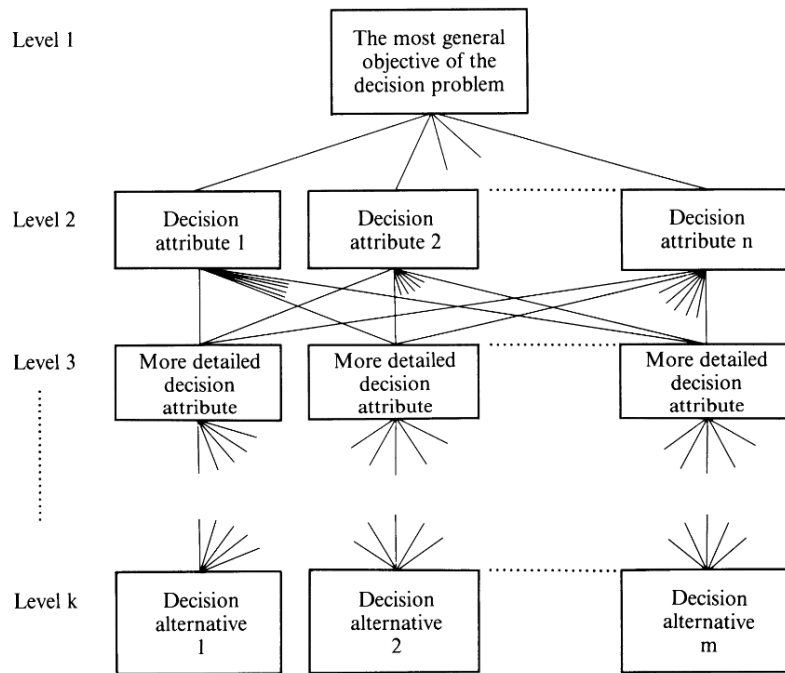 Level 1
The most general
objective of the
decision problem
Level 2
Decision
attribute 1
Decision
attribute 2
Decision
attribute n
Level 3
More detailed
decision
attribute
More detailed
decision
attribute
More detailed
decision
attribute
Level k
Decision
alternative
1
Decision
alternative
2
Decision
alternative
m